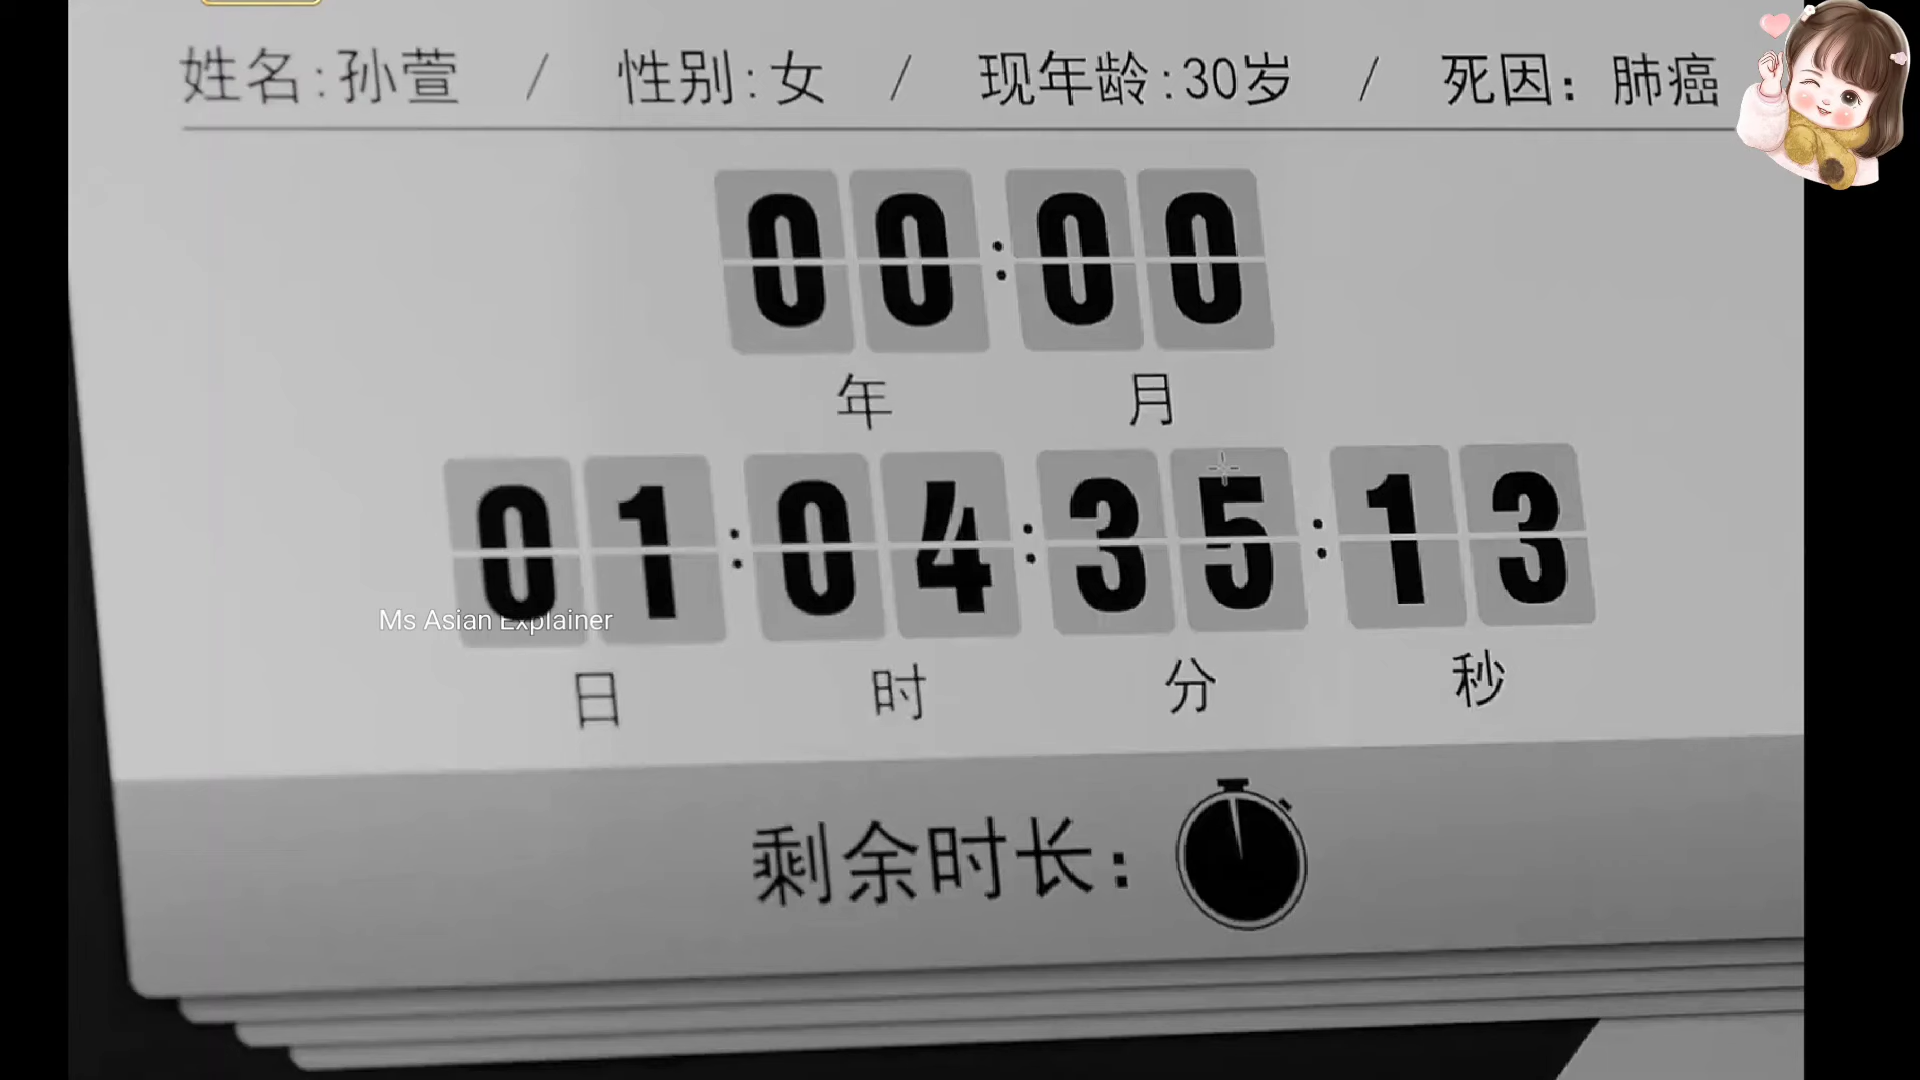 姓名:孙萱 / 性别:女 / 现年龄:30岁 / 死因: 肺癌
00:00
年 月
01:04:35:13
日 时 分 秒
Ms Asian Explainer
剩余时长: